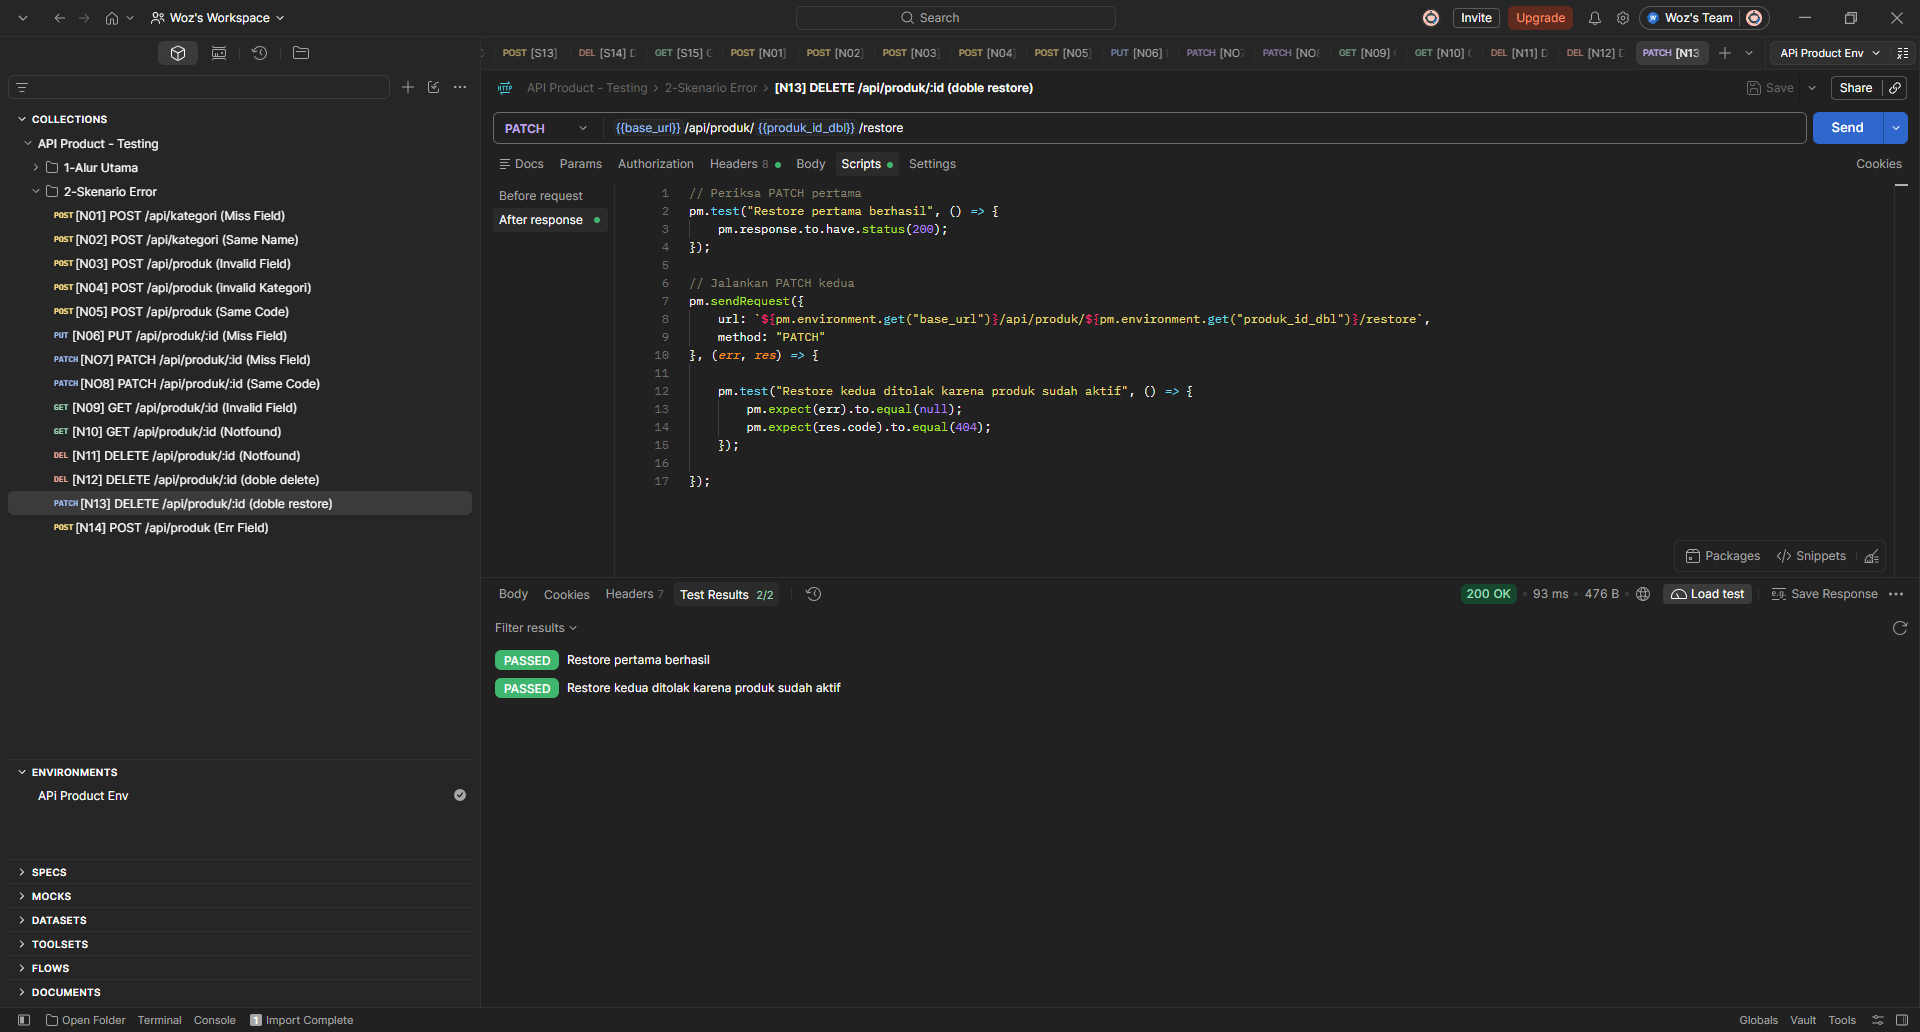 Woz's Workspace
Search
Invite
Upgrade
Woz's Team
POST [S13]
DEL [S14] D
GET [S15] G
POST [N01]
POST [N02]
POST [N03]
POST [N04]
POST [N05]
PUT [N06]
PATCH [NO7
PATCH [NO8
GET [N09]
GET [N10]
DEL [N11] D
DEL [N12] D
PATCH [N13
APi Product Env
API Product - Testing > 2-Skenario Error > [N13] DELETE /api/produk/:id (doble restore)
Save
Share
COLLECTIONS
API Product - Testing
1-Alur Utama
2-Skenario Error
POST [N01] POST /api/kategori (Miss Field)
POST [N02] POST /api/kategori (Same Name)
POST [N03] POST /api/produk (Invalid Field)
POST [N04] POST /api/produk (invalid Kategori)
POST [N05] POST /api/produk (Same Code)
PUT [N06] PUT /api/produk/:id (Miss Field)
PATCH [NO7] PATCH /api/produk/:id (Miss Field)
PATCH [NO8] PATCH /api/produk/:id (Same Code)
GET [N09] GET /api/produk/:id (Invalid Field)
GET [N10] GET /api/produk/:id (Notfound)
DEL [N11] DELETE /api/produk/:id (Notfound)
DEL [N12] DELETE /api/produk/:id (doble delete)
PATCH [N13] DELETE /api/produk/:id (doble restore)
POST [N14] POST /api/produk (Err Field)
ENVIRONMENTS
APi Product Env
SPECS
MOCKS
DATASETS
TOOLSETS
FLOWS
DOCUMENTS
PATCH
{{base_url}} /api/produk/ {{produk_id_dbl}} /restore
Send
Docs
Params
Authorization
Headers 8
Body
Scripts
Settings
Cookies
Before request
After response
1 // Periksa PATCH pertama
2 pm.test("Restore pertama berhasil", () => {
3 pm.response.to.have.status(200);
4 });
5
6 // Jalankan PATCH kedua
7 pm.sendRequest({
8 url: `${pm.environment.get("base_url")}/api/produk/${pm.environment.get("produk_id_dbl")}/restore`,
9 method: "PATCH"
10 }, (err, res) => {
11
12 pm.test("Restore kedua ditolak karena produk sudah aktif", () => {
13 pm.expect(err).to.equal(null);
14 pm.expect(res.code).to.equal(404);
15 });
16
17 });
Packages
Snippets
Body
Cookies
Headers 7
Test Results 2/2
200 OK
93 ms
476 B
Load test
e.g. Save Response
Filter results
PASSED Restore pertama berhasil
PASSED Restore kedua ditolak karena produk sudah aktif
Open Folder
Terminal
Console
1 Import Complete
Globals
Vault
Tools